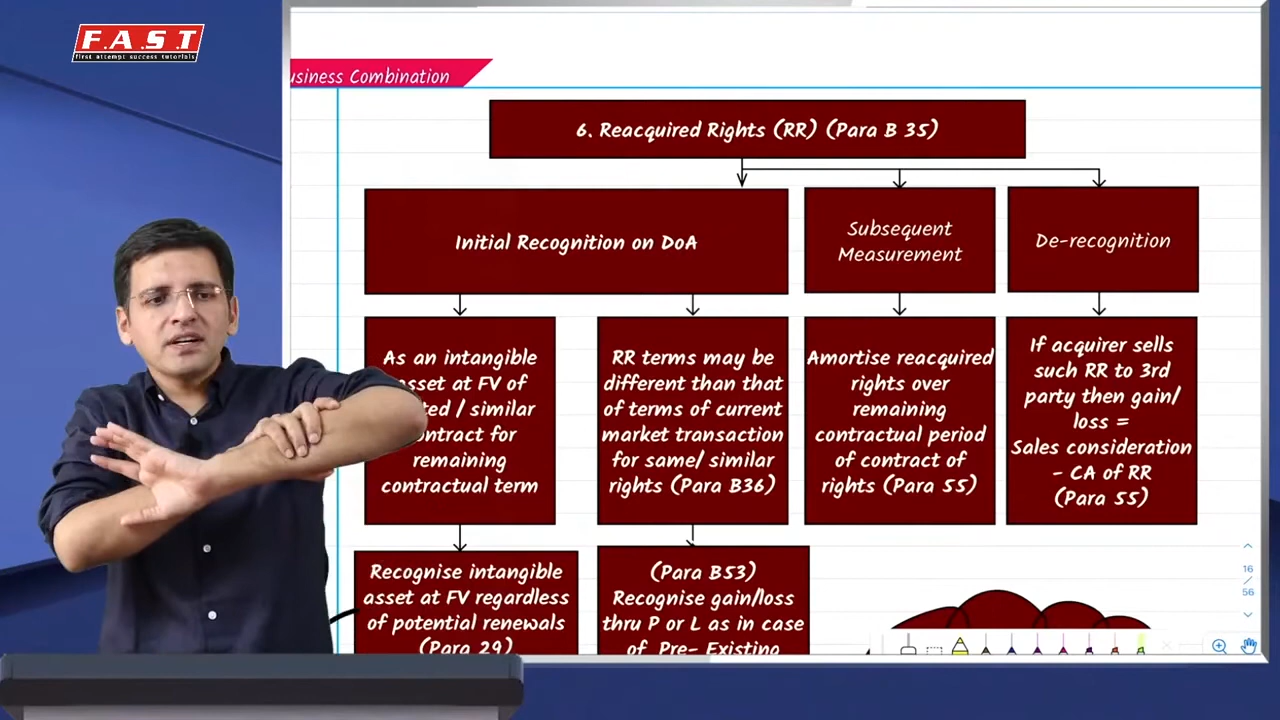 F.A.S.T
first attempt success tutorials
usiness Combination
6. Reacquired Rights (RR) (Para B 35)
Initial Recognition on DoA
Subsequent
Measurement
De-recognition
As an intangible
asset at FV of
/ similar
contract for
remaining
contractual term
RR terms may be
different than that
of terms of current
market transaction
for same/ similar
rights (Para B36)
Amortise reacquired
rights over
remaining
contractual period
of contract of
rights (Para 55)
If acquirer sells
such RR to 3rd
party then gain/
loss =
Sales consideration
- CA of RR
(Para 55)
Recognise intangible
asset at FV regardless
of potential renewals
(Para 29)
(Para B53)
Recognise gain/loss
thru P or L as in case
of Pre- Existing
16
/
56